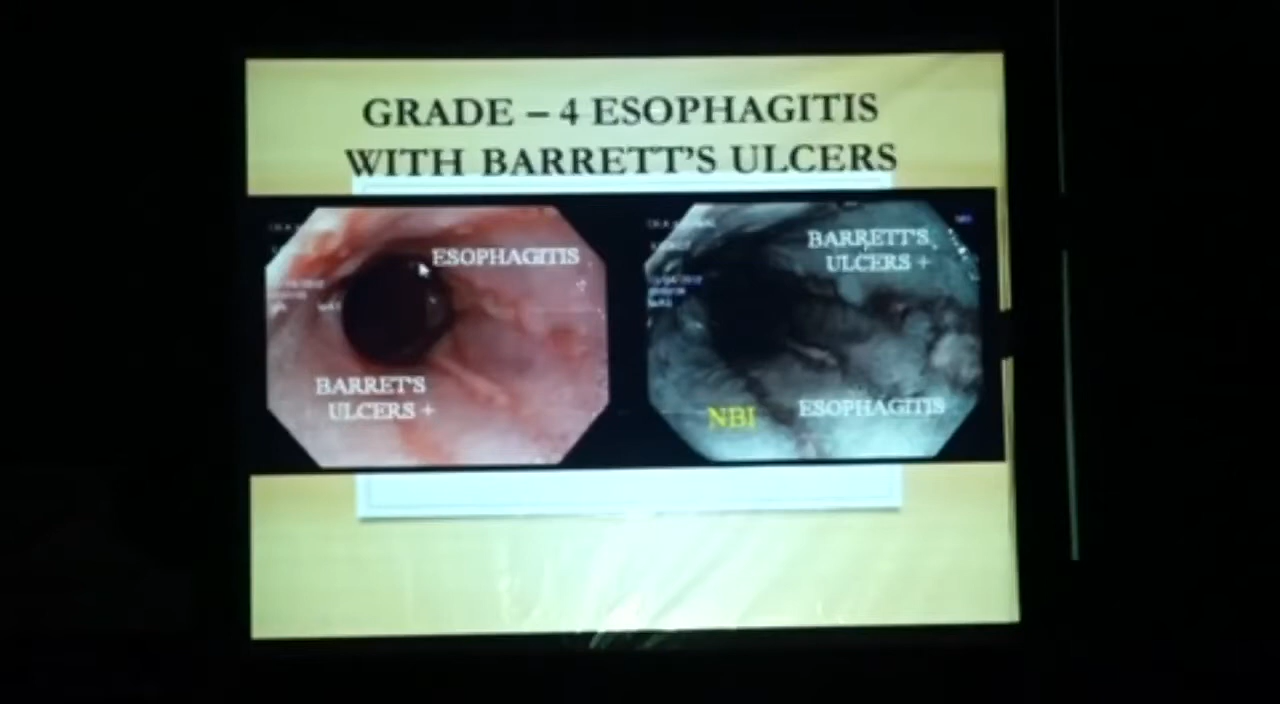 GRADE – 4 ESOPHAGITIS
WITH BARRETT'S ULCERS
ESOPHAGITIS
BARRET'S
ULCERS +
BARRETT'S
ULCERS +
NBI
ESOPHAGITIS